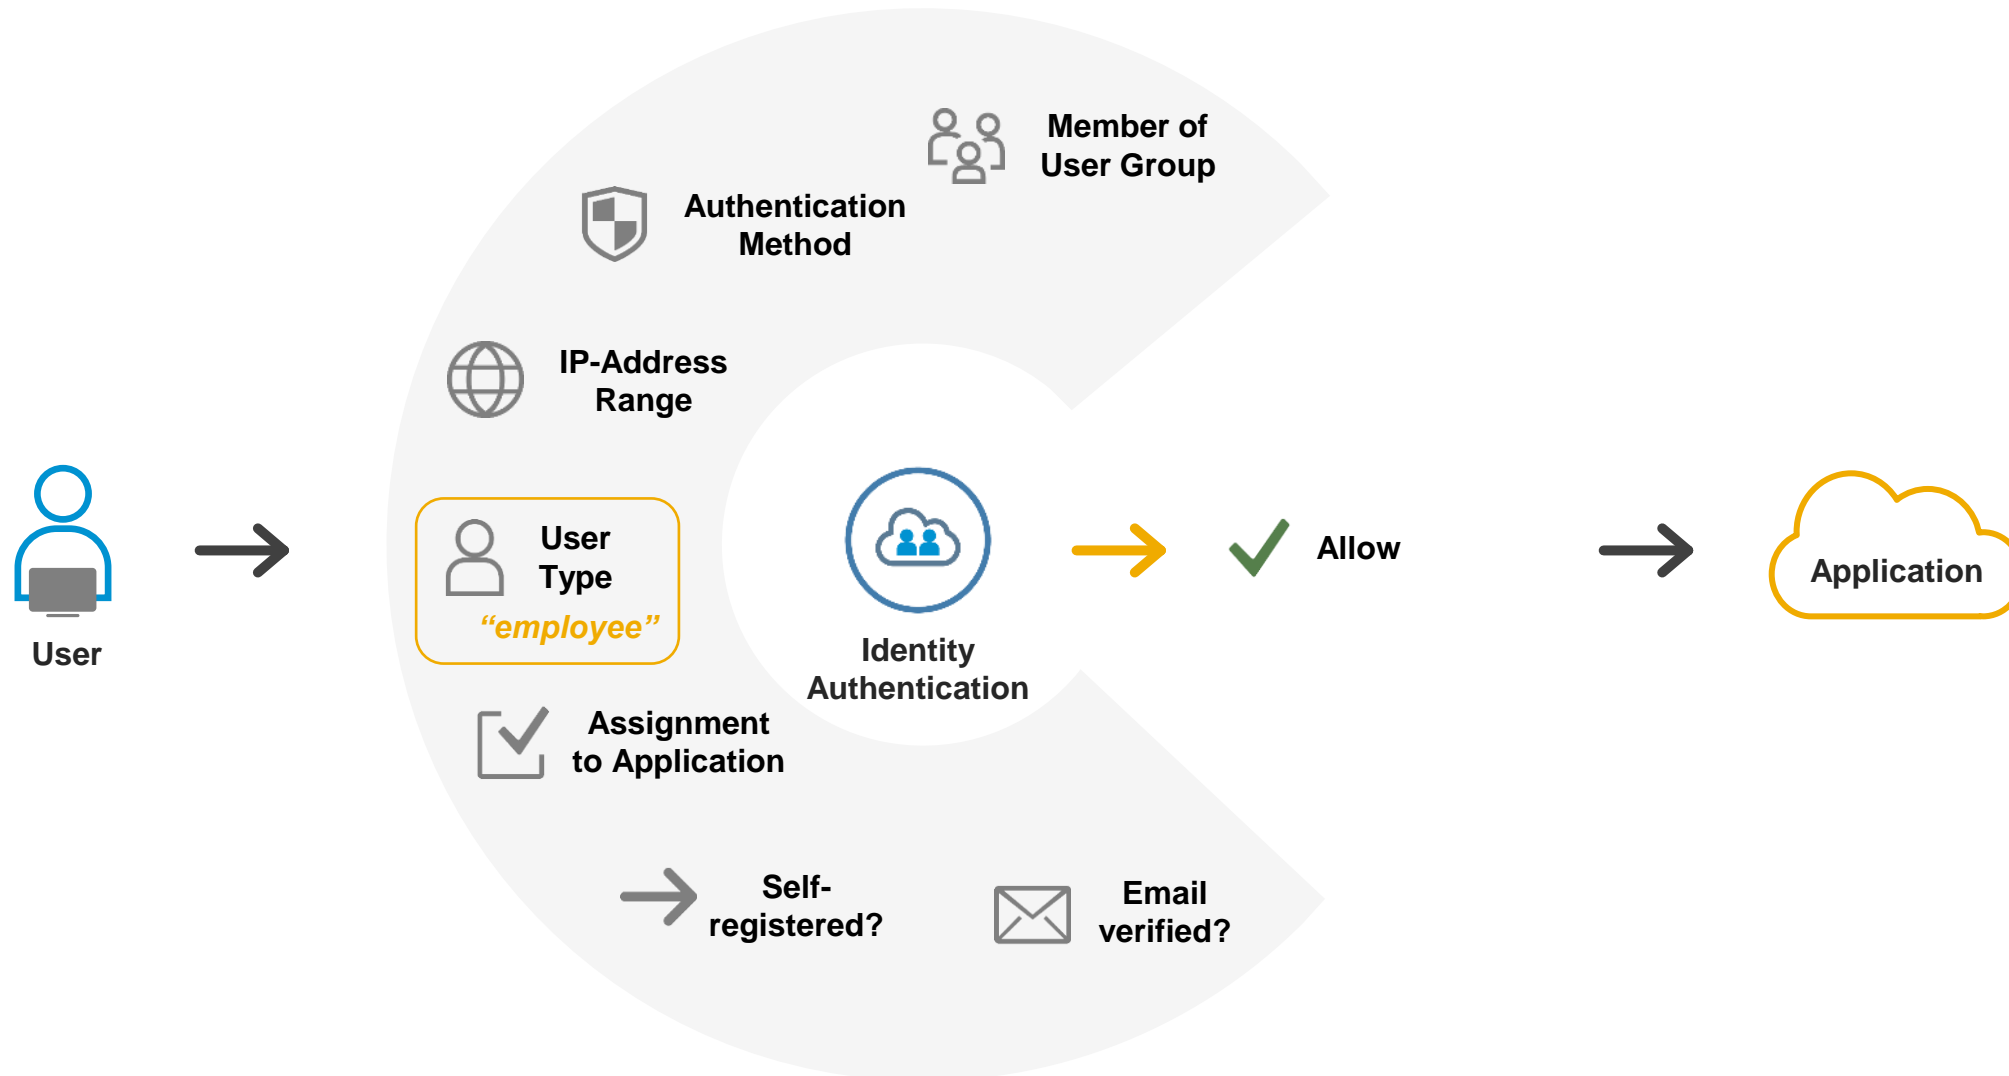 Member of
User Group
Authentication
Method
IP-Address
Range
User
Type
“employee”
User
Identity
Authentication
Allow
Application
Assignment
to Application
Self-
registered?
Email
verified?